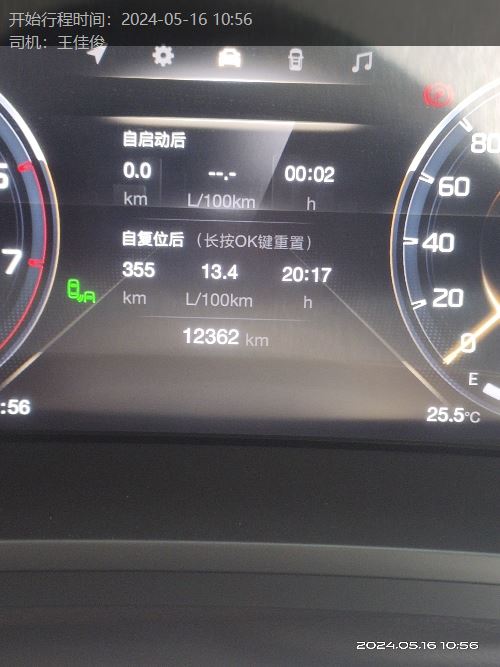 开始行程时间：2024-05-16 10:56
司机：王佳俊
自启动后
0.0 --.- 00:02
km L/100km h
自复位后（长按OK键重置）
355 13.4 20:17
km L/100km h
12362 km
7
80
60
40
20
0
E
:56
25.5°C
2024.05.16 10:56